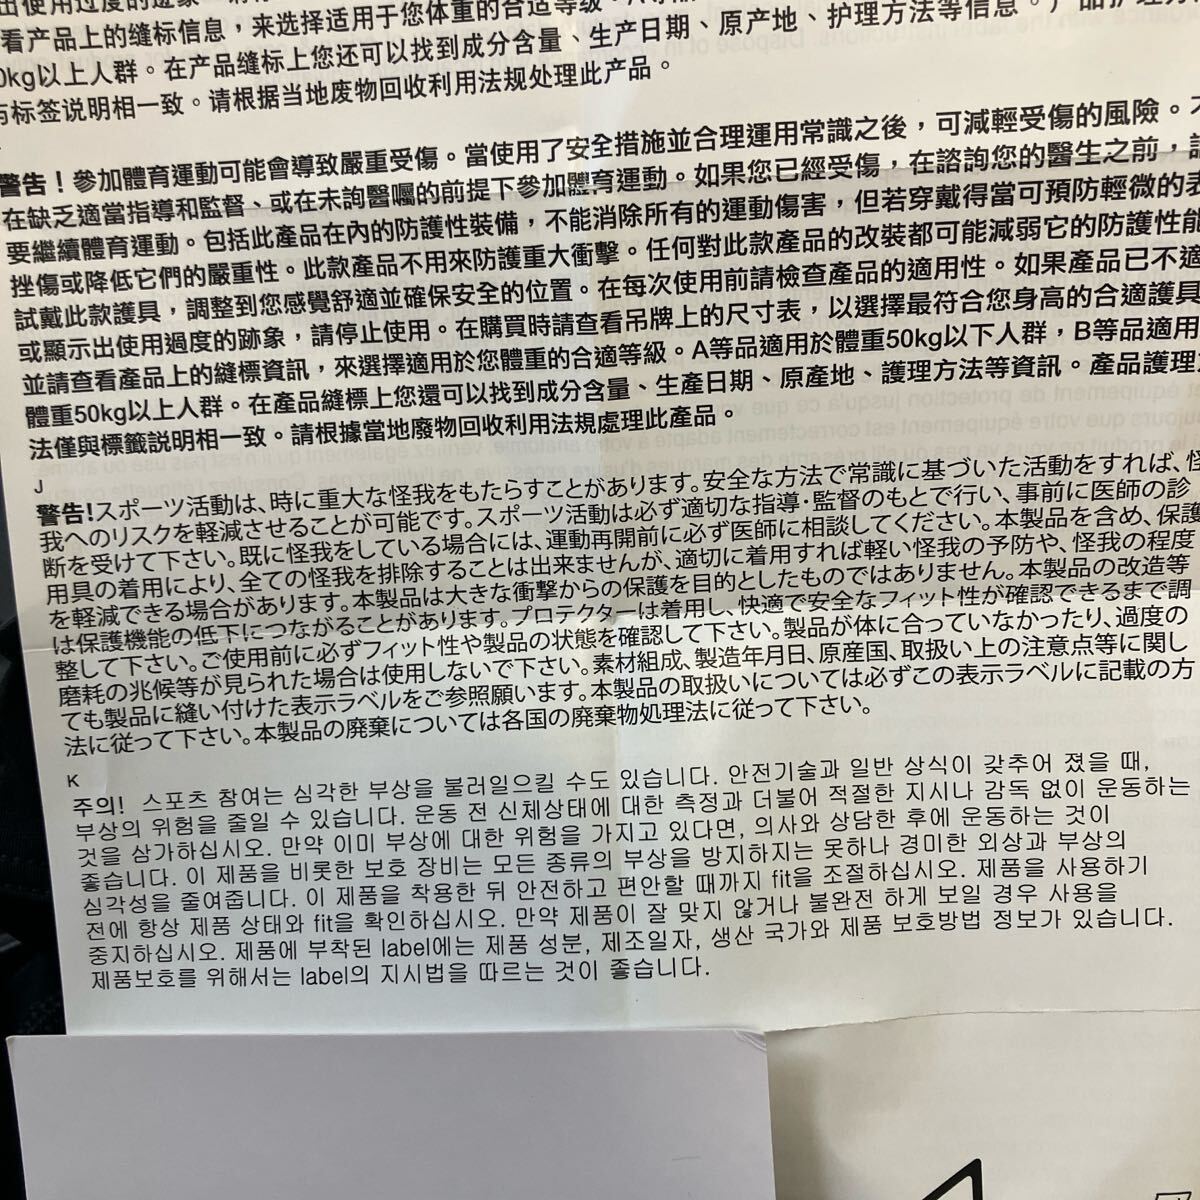 看产品上的缝标信息，来选择适用于您体重的合适等级。
0kg以上人群。在产品缝标上您还可以找到成分含量、生产日期、原产地、护理方法等信息。产品护理方
与标签说明相一致。请根据当地废物回收利用法规处理此产品。
警告！參加體育運動可能會導致嚴重受傷。當使用了安全措施並合理運用常識之後，可減輕受傷的風險。不
在缺乏適當指導和監督、或在未詢醫囑的前提下參加體育運動。如果您已經受傷，在諮詢您的醫生之前，請
要繼續體育運動。包括此產品在內的防護性裝備，不能消除所有的運動傷害，但若穿戴得當可預防輕微的表
挫傷或降低它們的嚴重性。此款產品不用來防護重大衝擊。任何對此款產品的改裝都可能減弱它的防護性能
試戴此款護具，調整到您感覺舒適並確保安全的位置。在每次使用前請檢查產品的適用性。如果產品已不適
或顯示出使用過度的跡象，請停止使用。在購買時請查看吊牌上的尺寸表，以選擇最符合您身高的合適護具
並請查看產品上的縫標資訊，來選擇適用於您體重的合適等級。A等品適用於體重50kg以下人群，B等品適用
體重50kg以上人群。在產品縫標上您還可以找到成分含量、生產日期、原產地、護理方法等資訊。產品護理方
法僅與標籤說明相一致。請根據當地廢物回收利用法規處理此產品。
J
警告!スポーツ活動は、時に重大な怪我をもたらすことがあります。安全な方法で常識に基づいた活動をすれば、怪
我へのリスクを軽減させることが可能です。スポーツ活動は必ず適切な指導・監督のもとで行い、事前に医師の診
断を受けて下さい。既に怪我をしている場合には、運動再開前に必ず医師に相談してください。本製品を含め、保護
用具の着用により、全ての怪我を排除することは出来ませんが、適切に着用すれば軽い怪我の予防や、怪我の程度
を軽減できる場合があります。本製品は大きな衝撃からの保護を目的としたものではありません。本製品の改造等
は保護機能の低下につながることがあります。プロテクターは着用し、快適で安全なフィット性が確認できるまで調
整して下さい。ご使用前に必ずフィット性や製品の状態を確認して下さい。製品が体に合っていなかったり、過度の
磨耗の兆候等が見られた場合は使用しないで下さい。素材組成、製造年月日、原産国、取扱い上の注意点等に関し
ても製品に縫い付けた表示ラベルをご参照願います。本製品の取扱いについては必ずこの表示ラベルに記載の方
法に従って下さい。本製品の廃棄については各国の廃棄物処理法に従って下さい。
K
주의! 스포츠 참여는 심각한 부상을 불러일으킬 수도 있습니다. 안전기술과 일반 상식이 갖추어 졌을 때,
부상의 위험을 줄일 수 있습니다. 운동 전 신체상태에 대한 측정과 더불어 적절한 지시나 감독 없이 운동하는
것을 삼가하십시오. 만약 이미 부상에 대한 위험을 가지고 있다면, 의사와 상담한 후에 운동하는 것이
좋습니다. 이 제품을 비롯한 보호 장비는 모든 종류의 부상을 방지하지는 못하나 경미한 외상과 부상의
심각성을 줄여줍니다. 이 제품을 착용한 뒤 안전하고 편안할 때까지 fit을 조절하십시오. 제품을 사용하기
전에 항상 제품 상태와 fit을 확인하십시오. 만약 제품이 잘 맞지 않거나 불완전 하게 보일 경우 사용을
중지하십시오. 제품에 부착된 label에는 제품 성분, 제조일자, 생산 국가와 제품 보호방법 정보가 있습니다.
제품보호를 위해서는 label의 지시법을 따르는 것이 좋습니다.